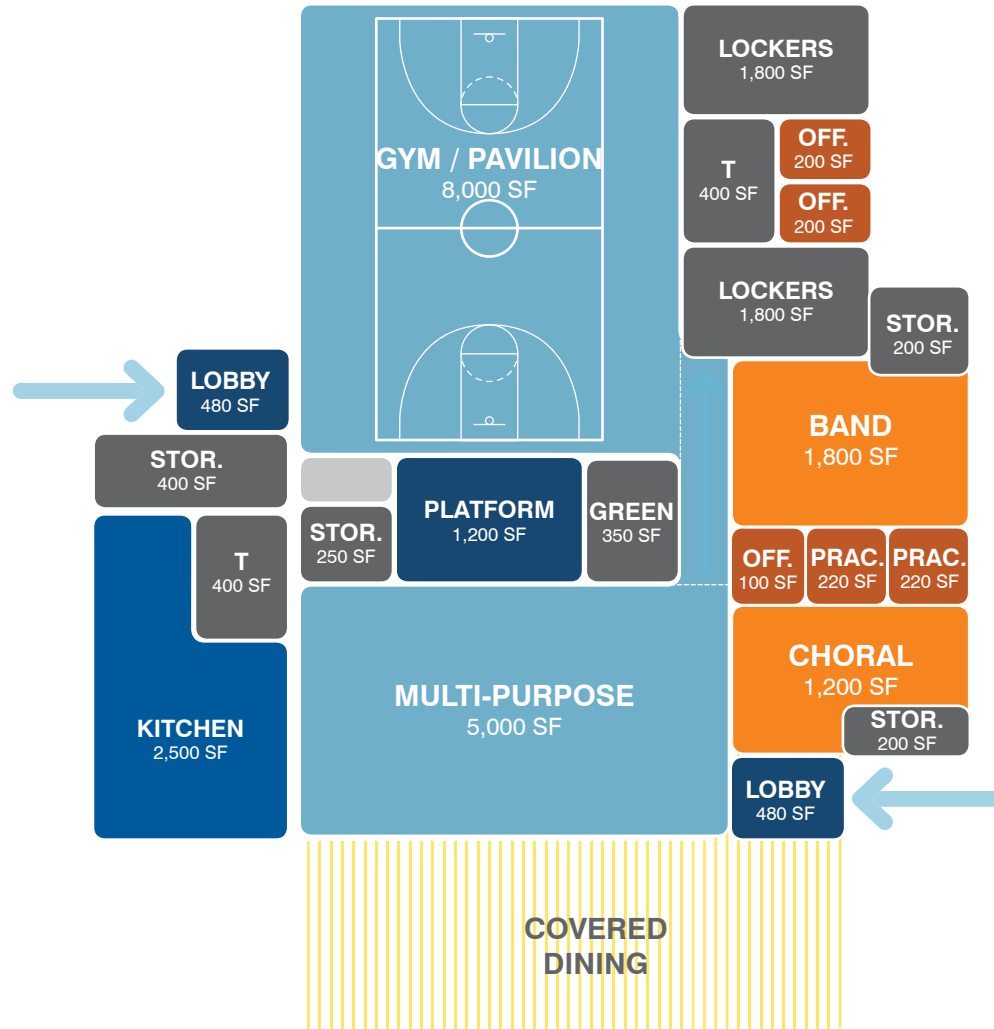 GYM / PAVILION
8,000 SF
LOCKERS
1,800 SF
T
400 SF
OFF.
200 SF
OFF.
200 SF
LOCKERS
1,800 SF
STOR.
200 SF
LOBBY
480 SF
STOR.
400 SF
T
400 SF
KITCHEN
2,500 SF
STOR.
250 SF
PLATFORM
1,200 SF
GREEN
350 SF
BAND
1,800 SF
OFF.
100 SF
PRAC.
220 SF
PRAC.
220 SF
CHORAL
1,200 SF
STOR.
200 SF
MULTI-PURPOSE
5,000 SF
LOBBY
480 SF
COVERED
DINING